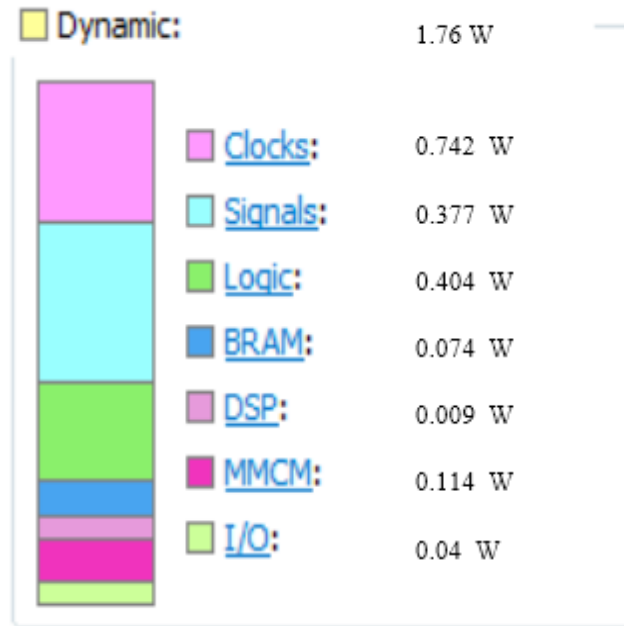 Dynamic: 1.76 W
Clocks: 0.742 W
Signals: 0.377 W
Logic: 0.404 W
BRAM: 0.074 W
DSP: 0.009 W
MMCM: 0.114 W
I/O: 0.04 W